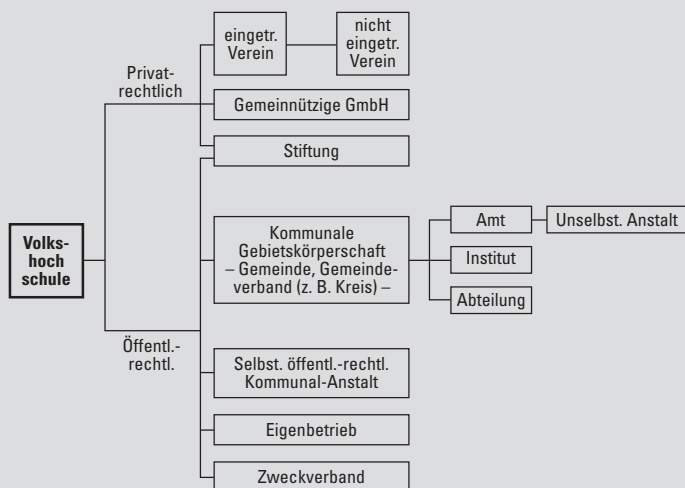 eingetr.
Verein
nicht
eingetr.
Verein
Privat-
rechtlich
Gemeinnützige GmbH
Stiftung
Volks-
hoch
schule
Kommunale
Gebietskörperschaft
– Gemeinde, Gemeinde-
verband (z. B. Kreis) –
Amt
Unselbst. Anstalt
Institut
Abteilung
Öffentl.-
rechtl.
Selbst. öffentl.-rechtl.
Kommunal-Anstalt
Eigenbetrieb
Zweckverband